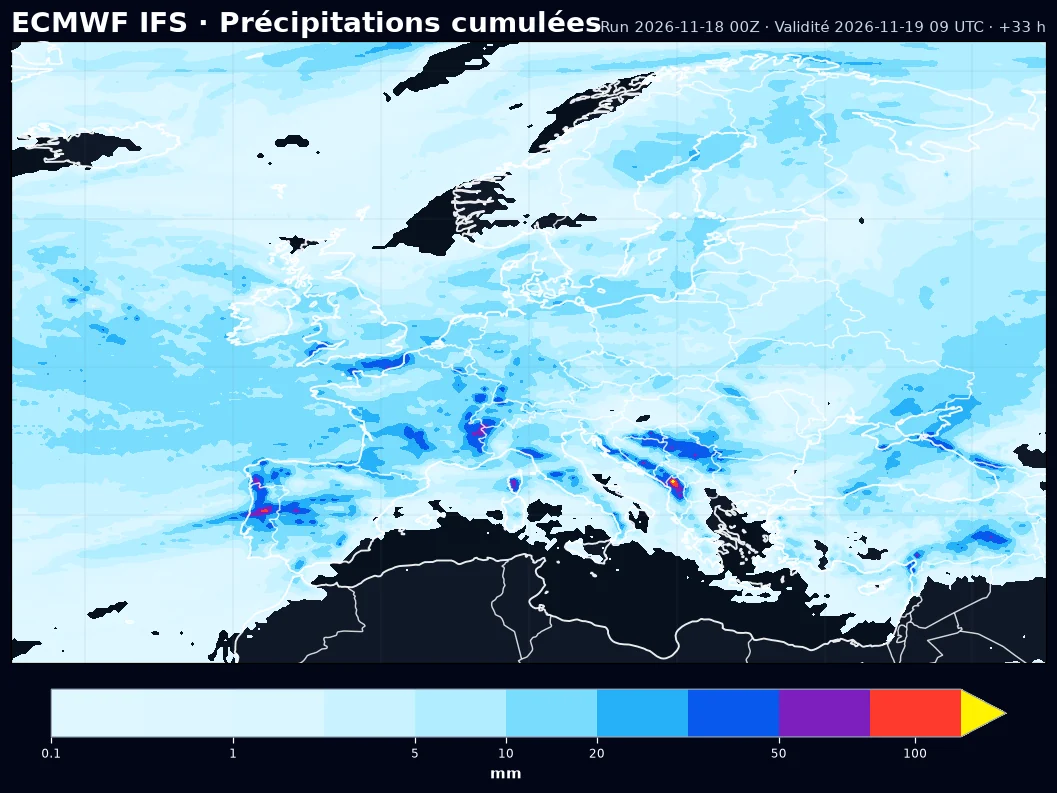 ECMWF IFS · Précipitations cumulées
Run 2026-11-18 00Z · Validité 2026-11-19 09 UTC · +33 h
0.1 1 5 10 20 50 100
mm